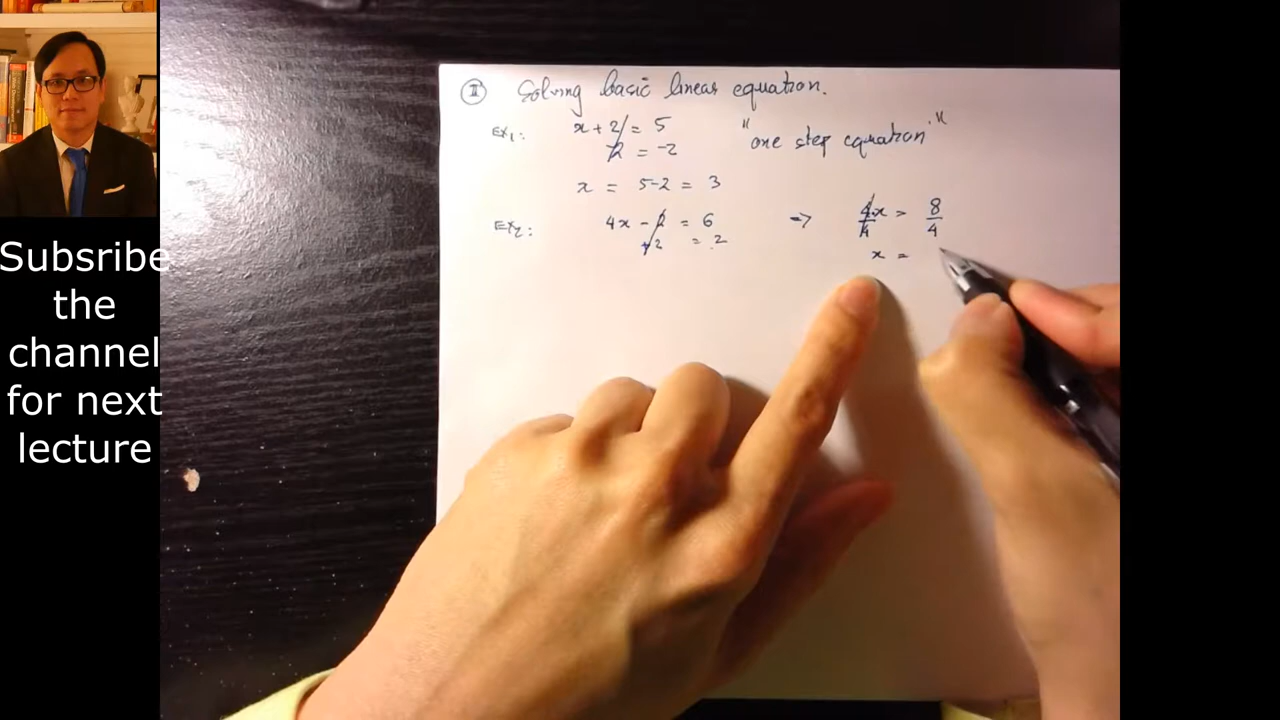 Subsribe
the
channel
for next
lecture
II Solving basic linear equation.
Ex1: x + 2 = 5 "one step equation"
-2 = -2
x = 5-2 = 3
Ex2: 4x - 2 = 6 => 4x/4 = 8/4
+2 = 2
x =